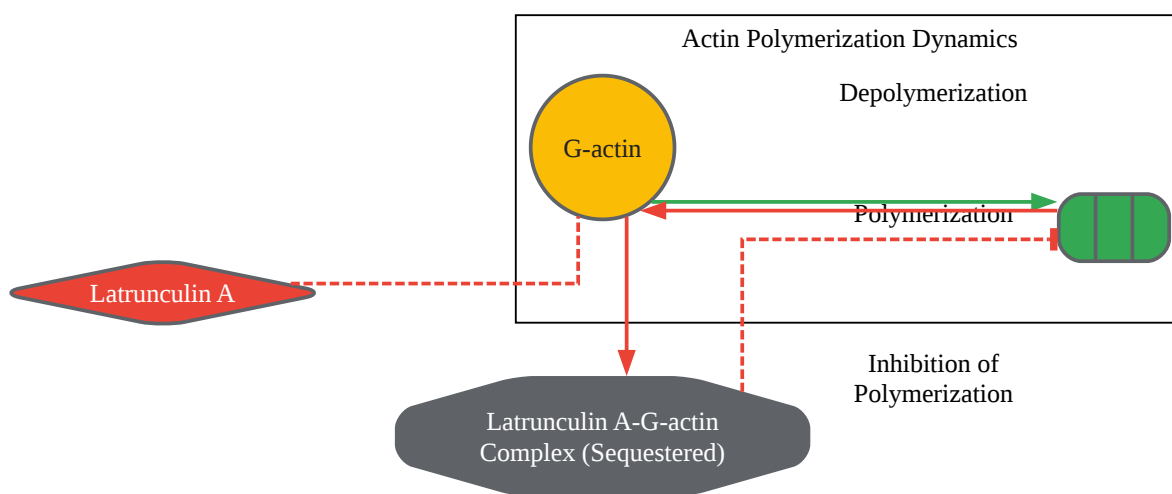 Actin Polymerization Dynamics
Depolymerization
G-actin
Polymerization
Latrunculin A
Inhibition of
Polymerization
Latrunculin A-G-actin
Complex (Sequestered)